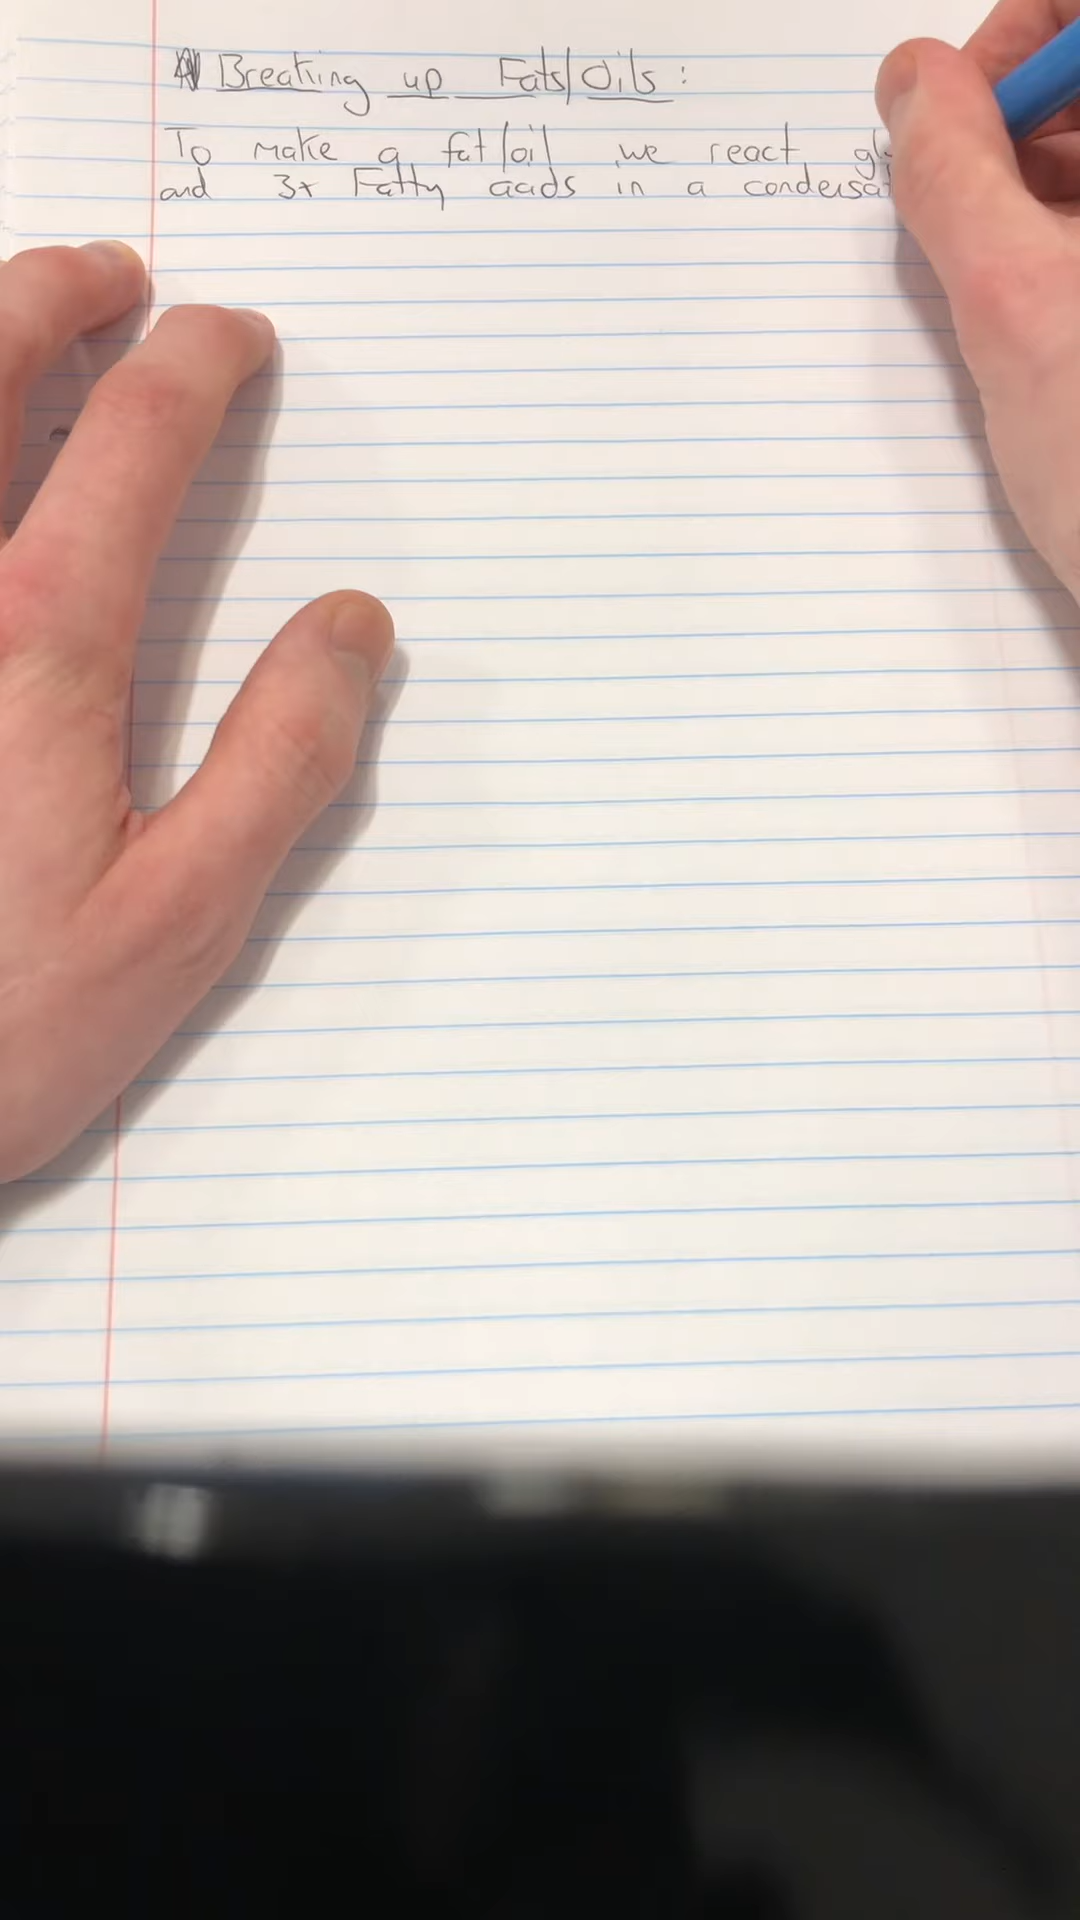 Breaking up Fats/Oils:
To make a fat/oil we react
and 3x Fatty acids in a